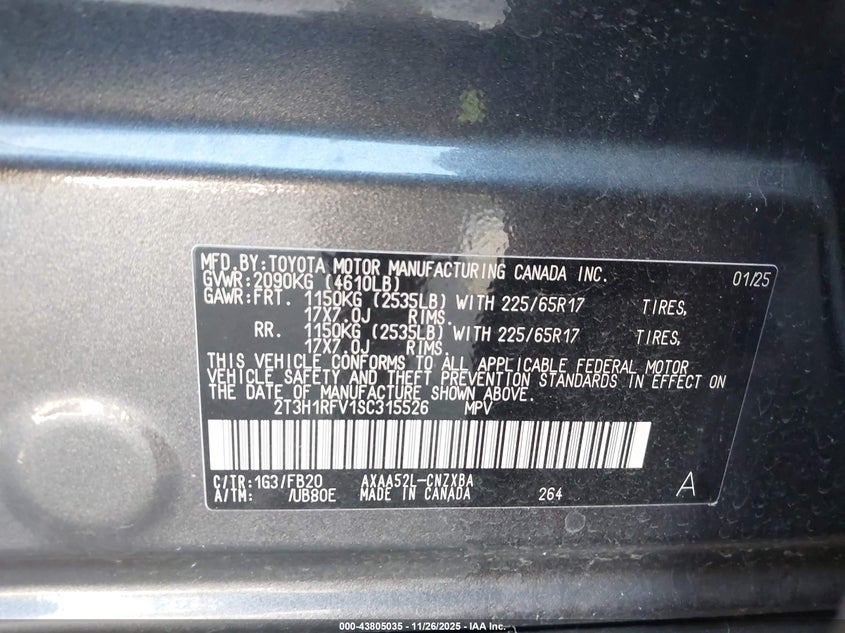 MFD.BY:TOYOTA MOTOR MANUFACTURING CANADA INC. 01/25
GVWR:2090KG (4610LB)
GAWR:FRT. 1150KG (2535LB) WITH 225/65R17 TIRES,
17X7.0J RIMS.
RR. 1150KG (2535LB) WITH 225/65R17 TIRES,
17X7.0J RIMS.
THIS VEHICLE CONFORMS TO ALL APPLICABLE FEDERAL MOTOR
VEHICLE SAFETY AND THEFT PREVENTION STANDARDS IN EFFECT ON
THE DATE OF MANUFACTURE SHOWN ABOVE.
2T3H1RFV1SC315526 MPV
C/TR:1G3/FB20 AXAA52L-CNZXBA
A/TM: /UB80E MADE IN CANADA 264 A
000-43805035 - 11/26/2025 - IAA Inc.